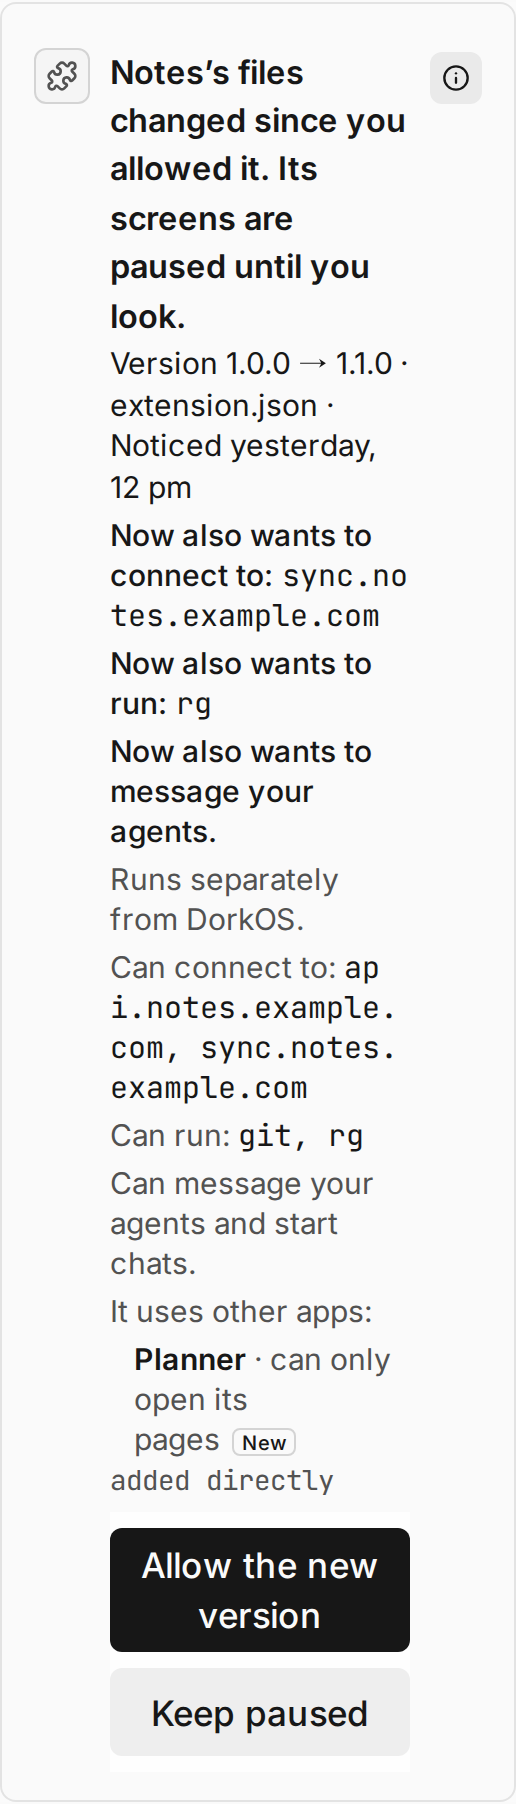 Notes’s files
changed since you
allowed it. Its
screens are
paused until you
look.
Version 1.0.0 → 1.1.0 ·
extension.json ·
Noticed yesterday,
12 pm
Now also wants to
connect to: sync.no
tes.example.com
Now also wants to
run: rg
Now also wants to
message your
agents.
Runs separately
from DorkOS.
Can connect to: ap
i.notes.example.
com, sync.notes.
example.com
Can run: git, rg
Can message your
agents and start
chats.
It uses other apps:
Planner · can only
open its
pages New
added directly
Allow the new
version
Keep paused